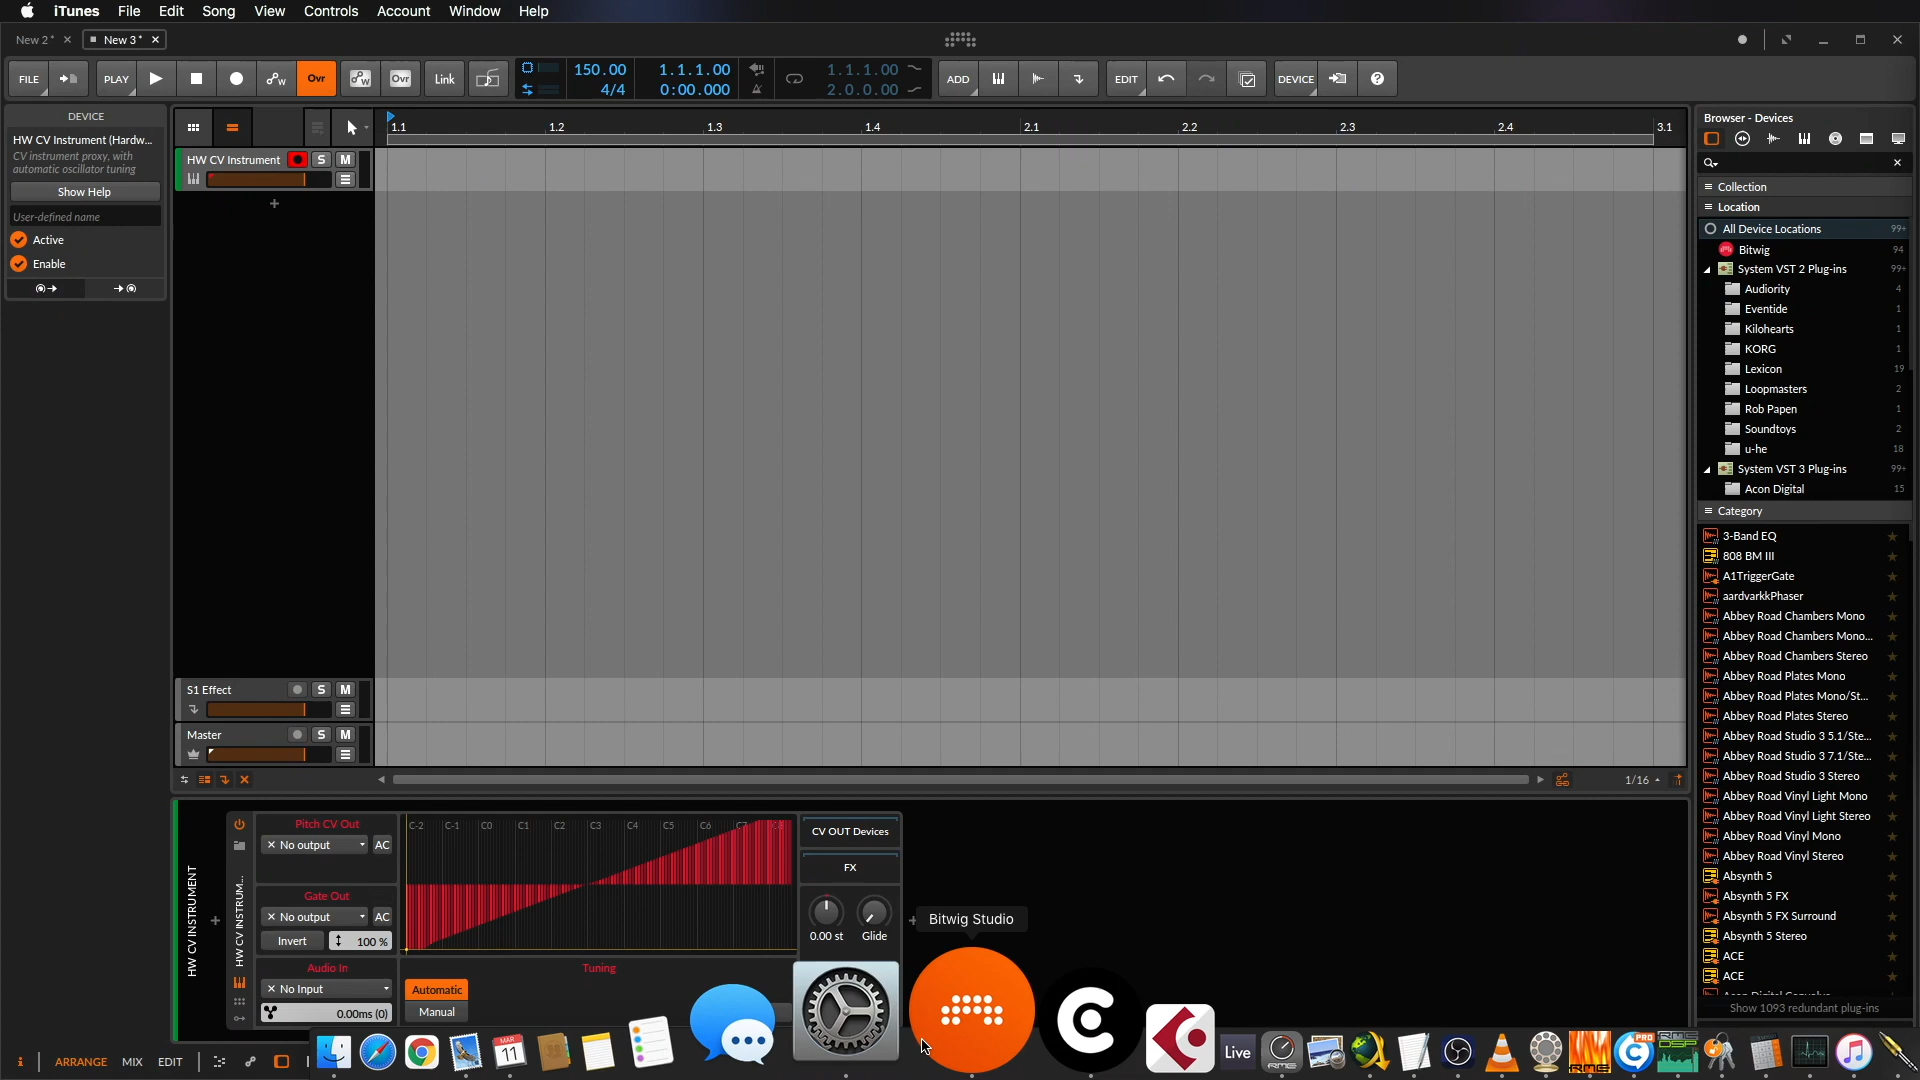 iTunes File Edit Song View Controls Account Window Help
New 2 * × New 3 * ×
FILE PLAY Ovr Ovr Link 150.00 1.1.1.00 1.1.1.00 ADD EDIT DEVICE
4/4 0:00.000 2.0.0.00
DEVICE
HW CV Instrument (Hardw...
CV instrument proxy, with
automatic oscillator tuning
Show Help
User-defined name
Active
Enable
1.1 1.2 1.3 1.4 2.1 2.2 2.3 2.4 3.1
HW CV Instrument S M
S1 Effect S M
Master S M
1/16
Browser - Devices
Collection
Location
All Device Locations 99+
Bitwig 94
System VST 2 Plug-ins 99+
Audiority 4
Eventide 1
Kilohearts 1
KORG 1
Lexicon 19
Loopmasters 2
Rob Papen 1
Soundtoys 2
u-he 18
System VST 3 Plug-ins 99+
Acon Digital 15
Category
3-Band EQ
808 BM III
A1TriggerGate
aardvarkkPhaser
Abbey Road Chambers Mono
Abbey Road Chambers Mono...
Abbey Road Chambers Stereo
Abbey Road Plates Mono
Abbey Road Plates Mono/St...
Abbey Road Plates Stereo
Abbey Road Studio 3 5.1/Ste...
Abbey Road Studio 3 7.1/Ste...
Abbey Road Studio 3 Stereo
Abbey Road Vinyl Light Mono
Abbey Road Vinyl Light Stereo
Abbey Road Vinyl Mono
Abbey Road Vinyl Stereo
Absynth 5
Absynth 5 FX
Absynth 5 FX Surround
Absynth 5 Stereo
ACE
ACE
Show 1093 redundant plug-ins
HW CV INSTRUMENT
HW CV INSTRUM...
Pitch CV Out
No output AC
Gate Out
No output AC
Invert 100 %
Audio In
No Input
0.00ms (0)
C-2 C-1 C0 C1 C2 C3 C4 C5 C6 C7 C8
Tuning
Automatic
Manual
CV OUT Devices
FX
0.00 st Glide
Bitwig Studio
ARRANGE MIX EDIT
MAR
11
Live
RME
PRO